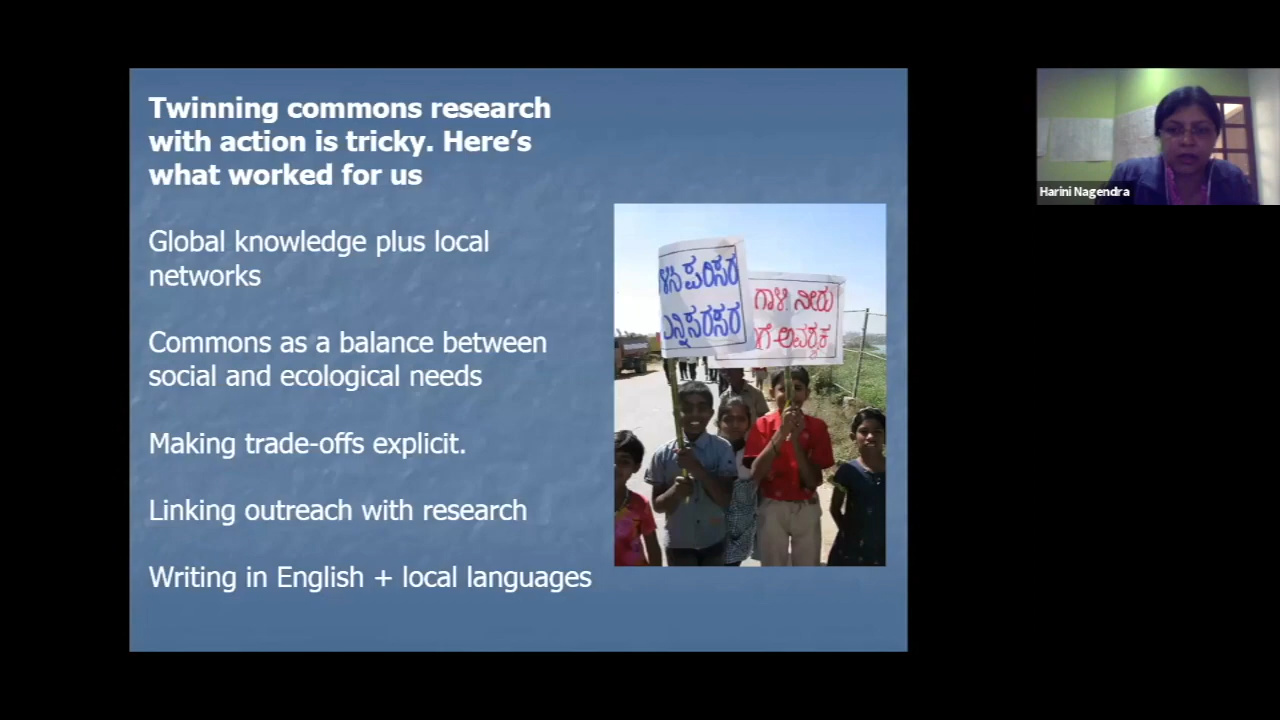 Twinning commons research
with action is tricky. Here's
what worked for us
Global knowledge plus local
networks
Commons as a balance between
social and ecological needs
Making trade-offs explicit.
Linking outreach with research
Writing in English + local languages
ಗಾಳಿ ನೀರು
Harini Nagendra